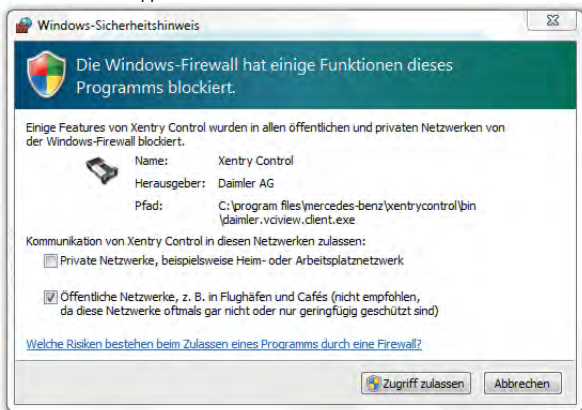 Windows-Sicherheitshinweis
Die Windows-Firewall hat einige Funktionen dieses
Programms blockiert.
Einige Features von Xentry Control wurden in allen öffentlichen und privaten Netzwerken von
der Windows-Firewall blockiert.
Name: Xentry Control
Herausgeber: Daimler AG
Pfad: C:\program files\mercedes-benz\xentrycontrol\bin
\daimler.vciview.client.exe
Kommunikation von Xentry Control in diesen Netzwerken zulassen:
Private Netzwerke, beispielsweise Heim- oder Arbeitsplatznetzwerk
Öffentliche Netzwerke, z. B. in Flughäfen und Cafés (nicht empfohlen,
da diese Netzwerke oftmals gar nicht oder nur geringfügig geschützt sind)
Welche Risiken bestehen beim Zulassen eines Programms durch eine Firewall?
Zugriff zulassen Abbrechen